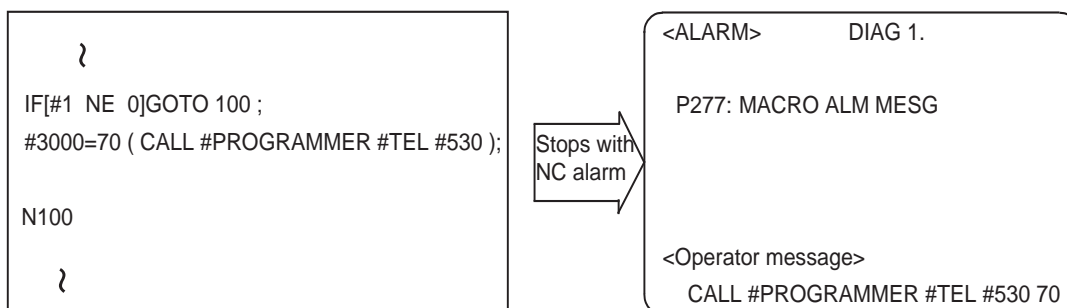 IF[#1 NE 0]GOTO 100 ;
#3000=70 ( CALL #PROGRAMMER #TEL #530 );
N100
Stops with
NC alarm
<ALARM> DIAG 1.
P277: MACRO ALM MESG
<Operator message>
CALL #PROGRAMMER #TEL #530 70